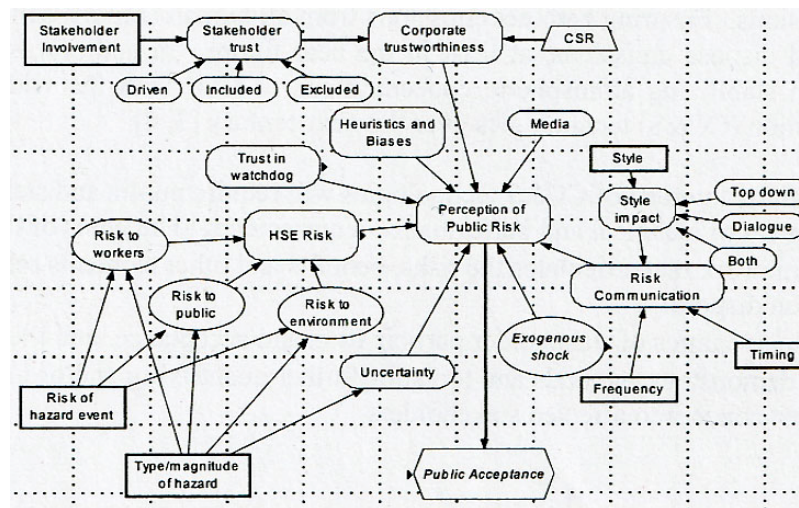 Stakeholder
Involvement
Stakeholder
trust
Corporate
trustworthiness
CSR
Driven
Included
Excluded
Heuristics and
Biases
Media
Style
Trust in
watchdog
Top down
Style
impact
Perception of
Public Risk
Dialogue
Risk to
workers
HSE Risk
Both
Risk
Communication
Risk to
public
Risk to
environment
Exogenous
shock
Timing
Uncertainty
Frequency
Risk of
hazard event
Type/magnitude
of hazard
Public Acceptance